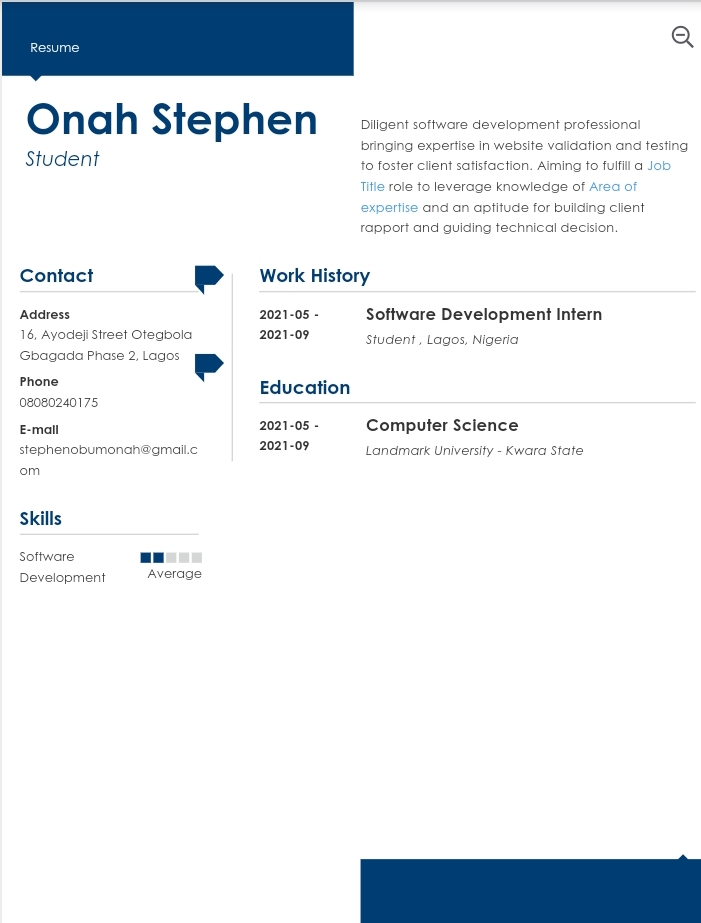 Resume
Onah Stephen
Student
Diligent software development professional
bringing expertise in website validation and testing
to foster client satisfaction. Aiming to fulfill a Job
Title role to leverage knowledge of Area of
expertise and an aptitude for building client
rapport and guiding technical decision.
Contact
Address
16, Ayodeji Street Otegbola
Gbagada Phase 2, Lagos
Phone
08080240175
E-mail
stephenobumonah@gmail.c
om
Skills
Software
Development
Average
Work History
2021-05 -
2021-09
Software Development Intern
Student , Lagos, Nigeria
Education
2021-05 -
2021-09
Computer Science
Landmark University - Kwara State